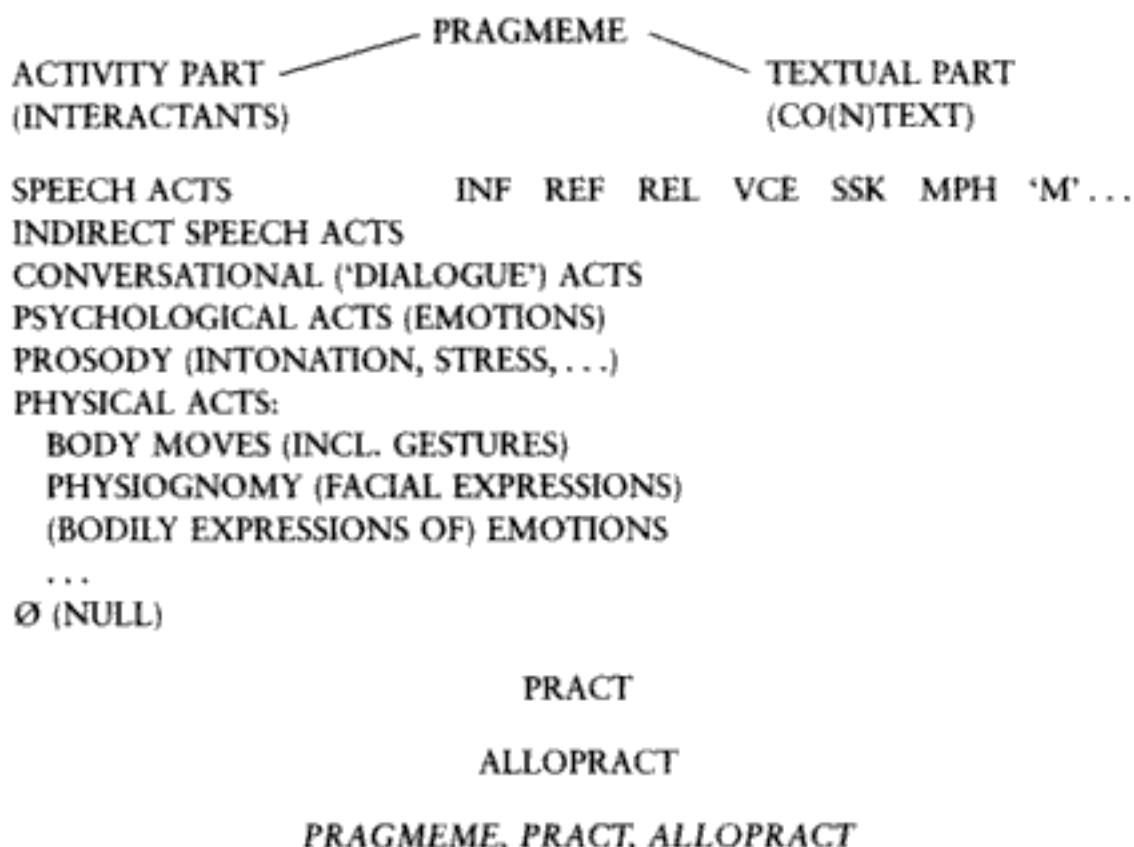 PRAGMEME
ACTIVITY PART TEXTUAL PART
(INTERACTANTS) (CO(N)TEXT)
SPEECH ACTS INF REF REL VCE SSK MPH ‘M’ . . .
INDIRECT SPEECH ACTS
CONVERSATIONAL (‘DIALOGUE’) ACTS
PSYCHOLOGICAL ACTS (EMOTIONS)
PROSODY (INTONATION, STRESS, . . .)
PHYSICAL ACTS:
BODY MOVES (INCL. GESTURES)
PHYSIOGNOMY (FACIAL EXPRESSIONS)
(BODILY EXPRESSIONS OF) EMOTIONS
. . .
Ø (NULL)
PRACT
ALLOPRACT
PRAGMEME, PRACT, ALLOPRACT